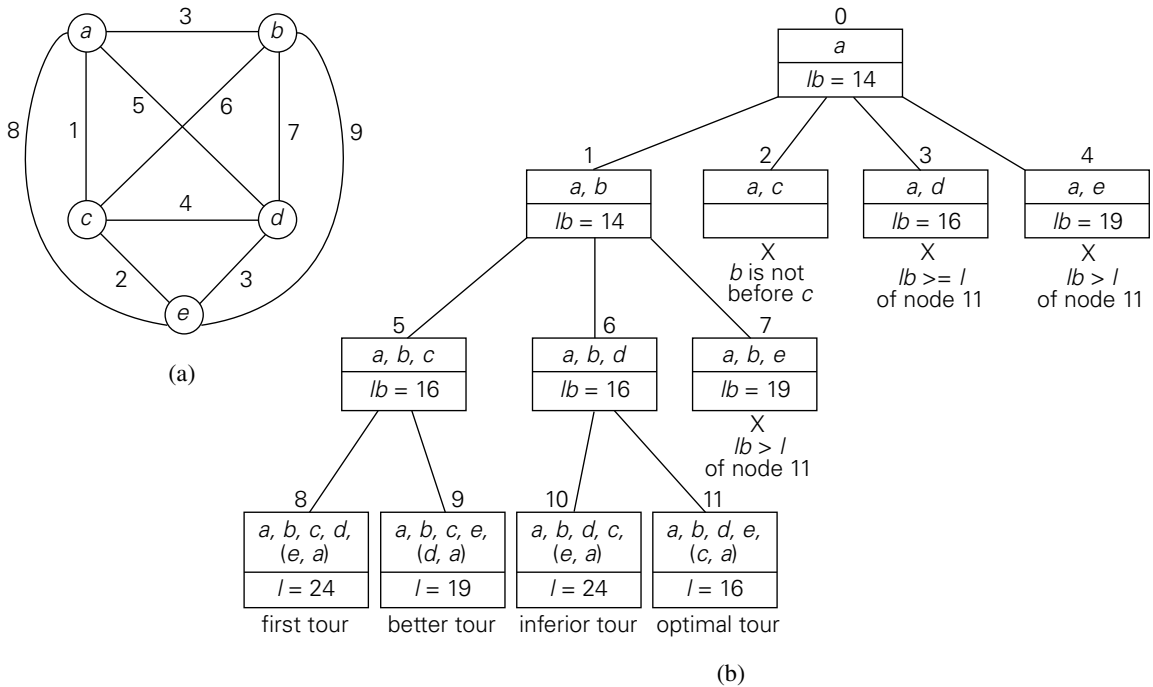 3
a
b
8
5
6
9
1
7
c
4
d
2
3
e
(a)
0
a
lb = 14
1
a, b
lb = 14
2
a, c
X
b is not
before c
3
a, d
lb = 16
X
lb >= l
of node 11
4
a, e
lb = 19
X
lb > l
of node 11
5
a, b, c
lb = 16
6
a, b, d
lb = 16
7
a, b, e
lb = 19
X
lb > l
of node 11
8
a, b, c, d,
(e, a)
l = 24
first tour
9
a, b, c, e,
(d, a)
l = 19
better tour
10
a, b, d, c,
(e, a)
l = 24
inferior tour
11
a, b, d, e,
(c, a)
l = 16
optimal tour
(b)